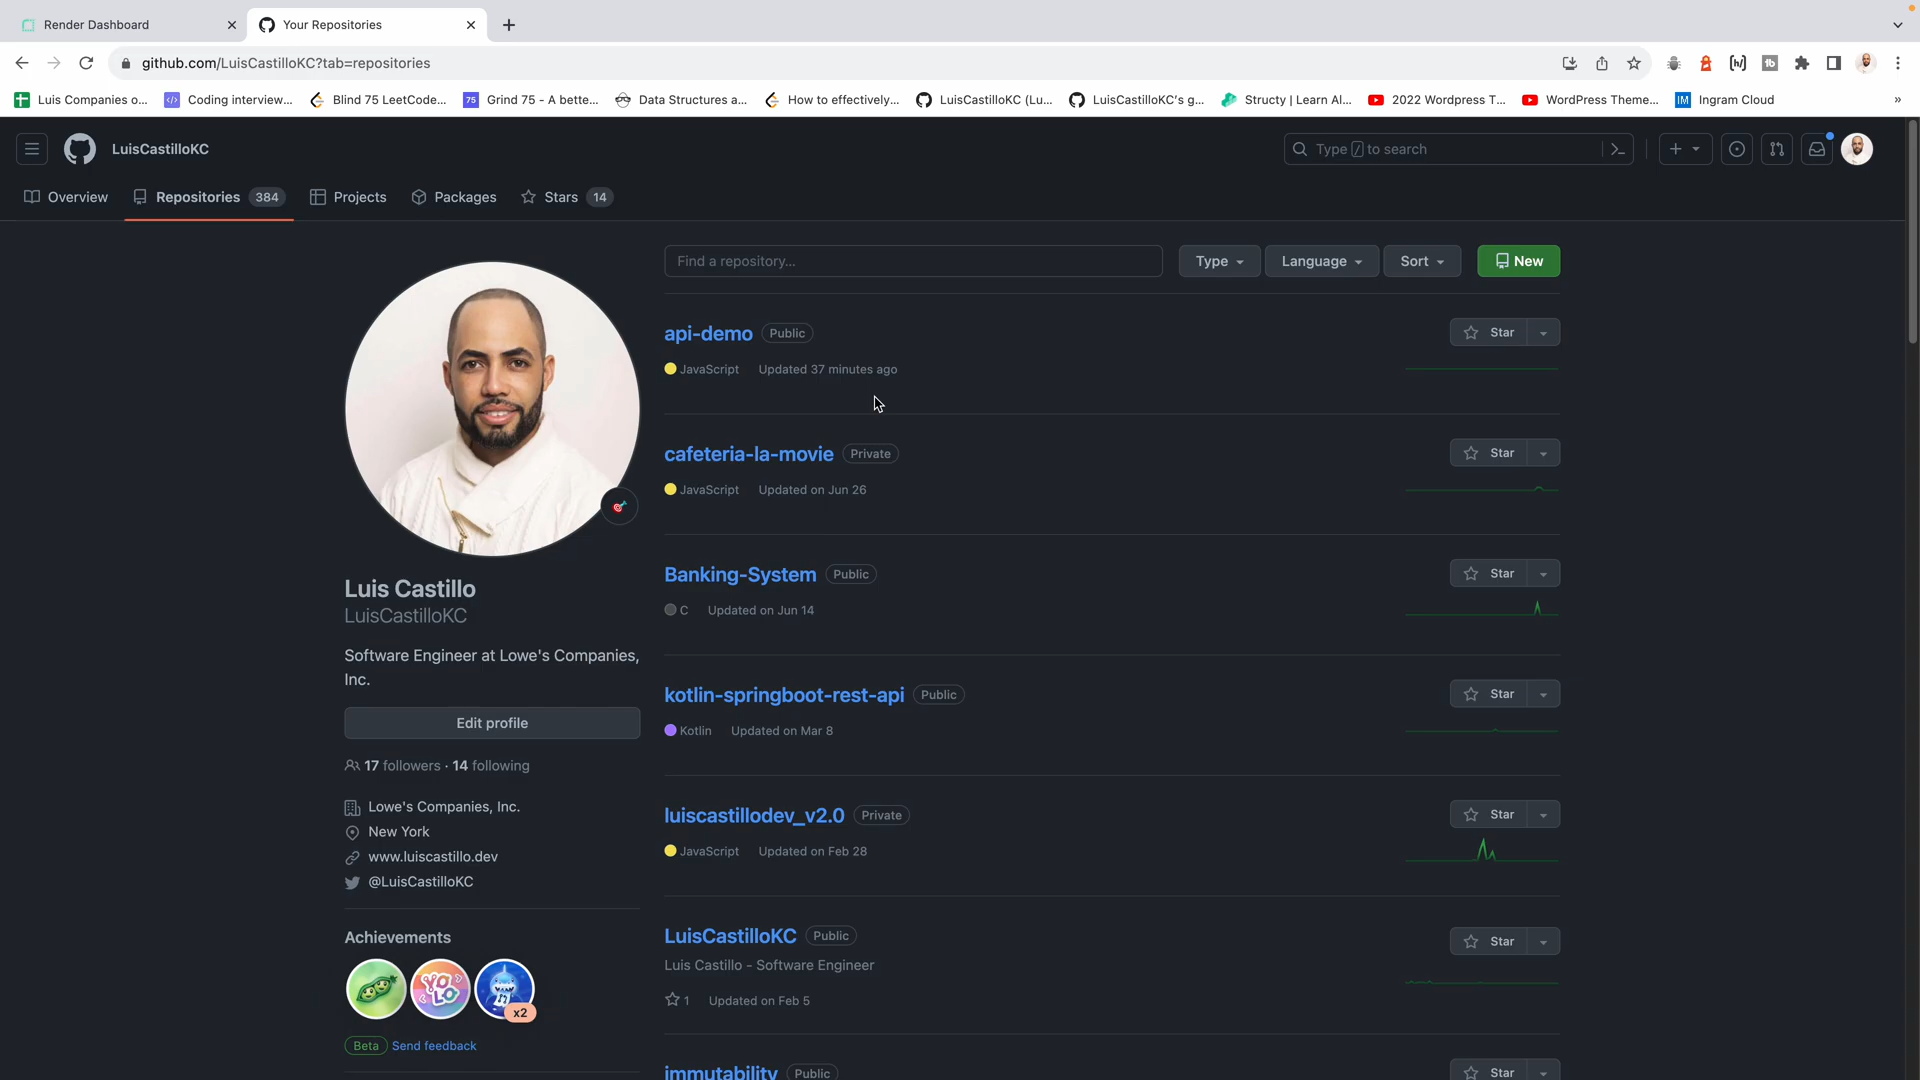 Render Dashboard
Your Repositories
github.com/LuisCastilloKC?tab=repositories
Luis Companies o...
Coding interview...
Blind 75 LeetCode...
75
Grind 75 - A bette...
Data Structures a...
How to effectively...
LuisCastilloKC (Lu...
LuisCastilloKC's g...
Structy | Learn Al...
2022 Wordpress T...
WordPress Theme...
IM
Ingram Cloud
»
LuisCastilloKC
Type / to search
Overview
Repositories 384
Projects
Packages
Stars 14
Find a repository...
Type
Language
Sort
New
api-demo Public
Star
JavaScript Updated 37 minutes ago
cafeteria-la-movie Private
Star
JavaScript Updated on Jun 26
Banking-System Public
Star
C Updated on Jun 14
kotlin-springboot-rest-api Public
Star
Kotlin Updated on Mar 8
luiscastillodev_v2.0 Private
Star
JavaScript Updated on Feb 28
LuisCastilloKC Public
Star
Luis Castillo - Software Engineer
1 Updated on Feb 5
immutability Public
Star
Luis Castillo
LuisCastilloKC
Software Engineer at Lowe's Companies,
Inc.
Edit profile
17 followers · 14 following
Lowe's Companies, Inc.
New York
www.luiscastillo.dev
@LuisCastilloKC
Achievements
YOLO
x2
Beta Send feedback